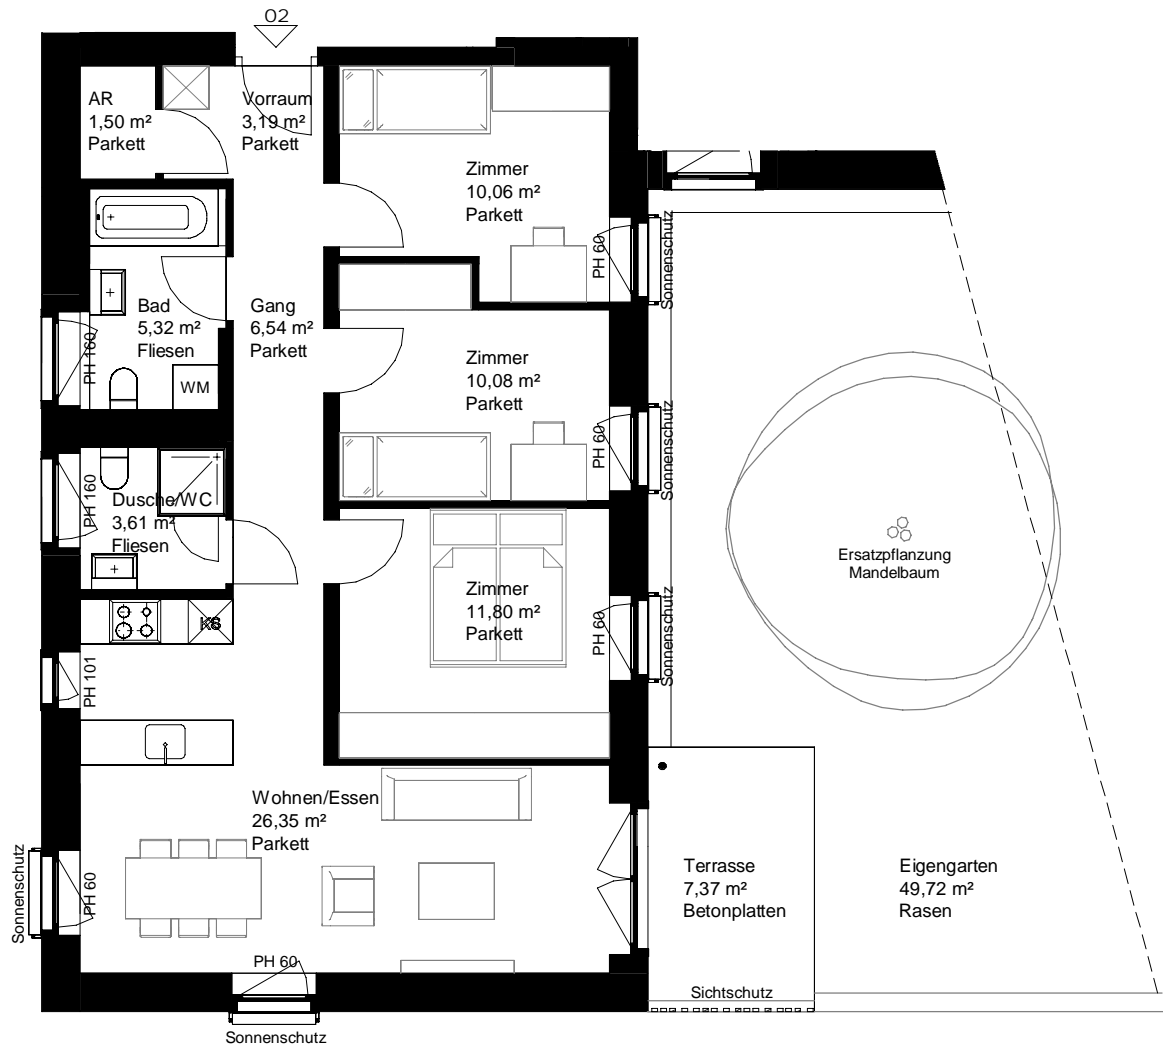 02
AR
1,50 m²
Parkett
Vorraum
3,19 m²
Parkett
Zimmer
10,06 m²
Parkett
PH 60
Sonnenschutz
Bad
5,32 m²
Fliesen
PH 160
WM
Gang
6,54 m²
Parkett
Zimmer
10,08 m²
Parkett
PH 60
Sonnenschutz
Dusche/WC
3,61 m²
Fliesen
PH 160
Zimmer
11,80 m²
Parkett
PH 60
Sonnenschutz
Ersatzpflanzung
Mandelbaum
KS
PH 101
Wohnen/Essen
26,35 m²
Parkett
PH 60
Sonnenschutz
PH 60
Sonnenschutz
Terrasse
7,37 m²
Betonplatten
Eigengarten
49,72 m²
Rasen
Sichtschutz